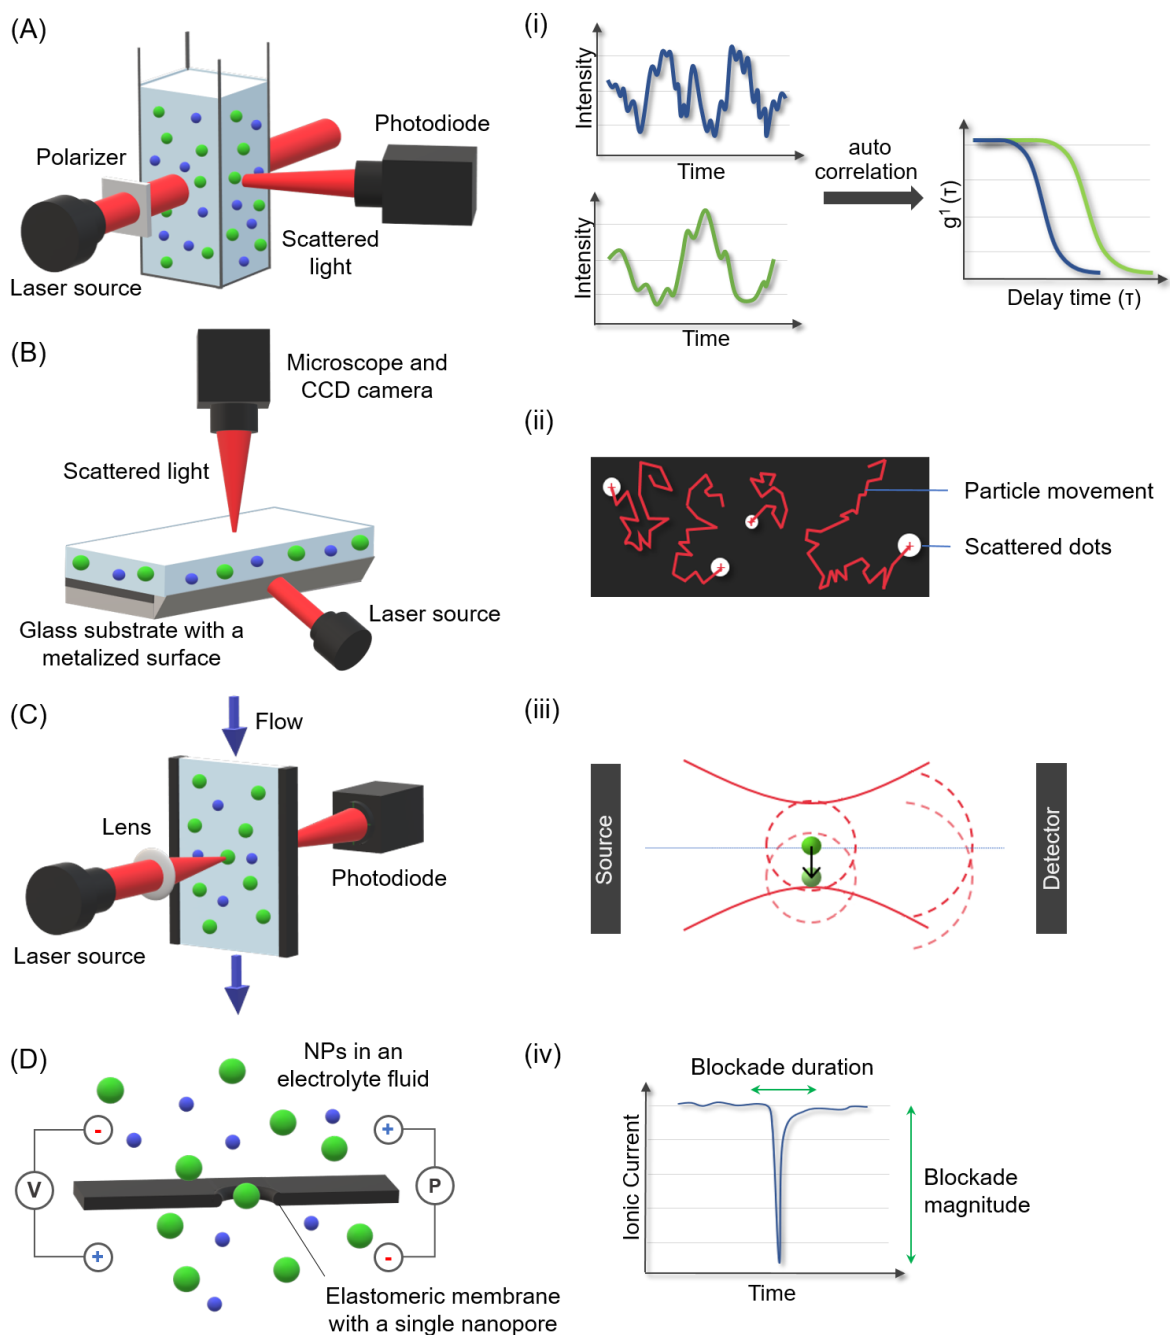 (A)
Polarizer
Photodiode
Laser source
Scattered
light
(i)
Intensity
Time
Intensity
Time
auto
correlation
g¹ (τ)
Delay time (τ)
(B)
Microscope and
CCD camera
Scattered light
Laser source
Glass substrate with a
metalized surface
(ii)
Particle movement
Scattered dots
(C)
Flow
Lens
Photodiode
Laser source
(iii)
Source
Detector
(D)
NPs in an
electrolyte fluid
-
+
V
P
+
-
Elastomeric membrane
with a single nanopore
(iv)
Blockade duration
Ionic Current
Blockade
magnitude
Time